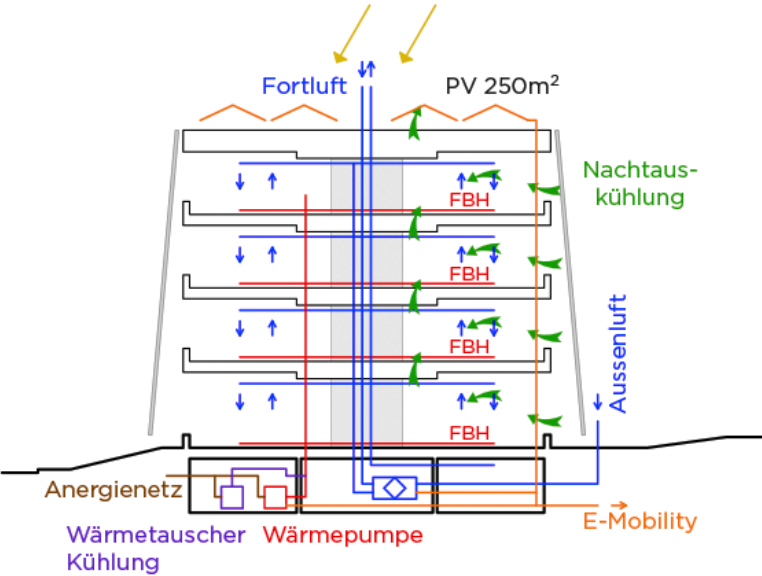 Fortluft
PV 250m²
Nachtaus-
kühlung
FBH
FBH
FBH
Aussenluft
FBH
Anergienetz
E-Mobility
Wärmetauscher
Kühlung
Wärmepumpe